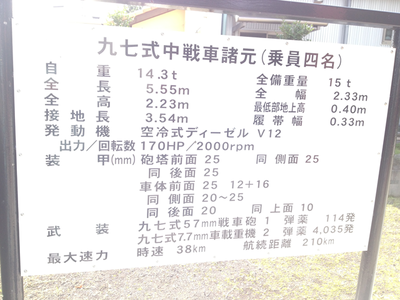 九七式中戦車諸元(乗員四名)
自重 14.3t 全備重量 15t
全長 5.55m 全幅 2.33m
全高 2.23m 最低部地上高 0.40m
接地長 3.54m 履帯幅 0.33m
発動機 空冷式ディーゼル V12
出力/回転数 170HP/2000rpm
装甲(mm) 砲塔前面 25 同側面 25
同後面 25
車体前面 25 12+16
同側面 20~25
同後面 20 同上面 10
武装 九七式57mm戦車砲 1 弾薬 114発
九七式7.7mm車載重機 2 弾薬 4,035発
最大速力 時速 38km 航続距離 210km